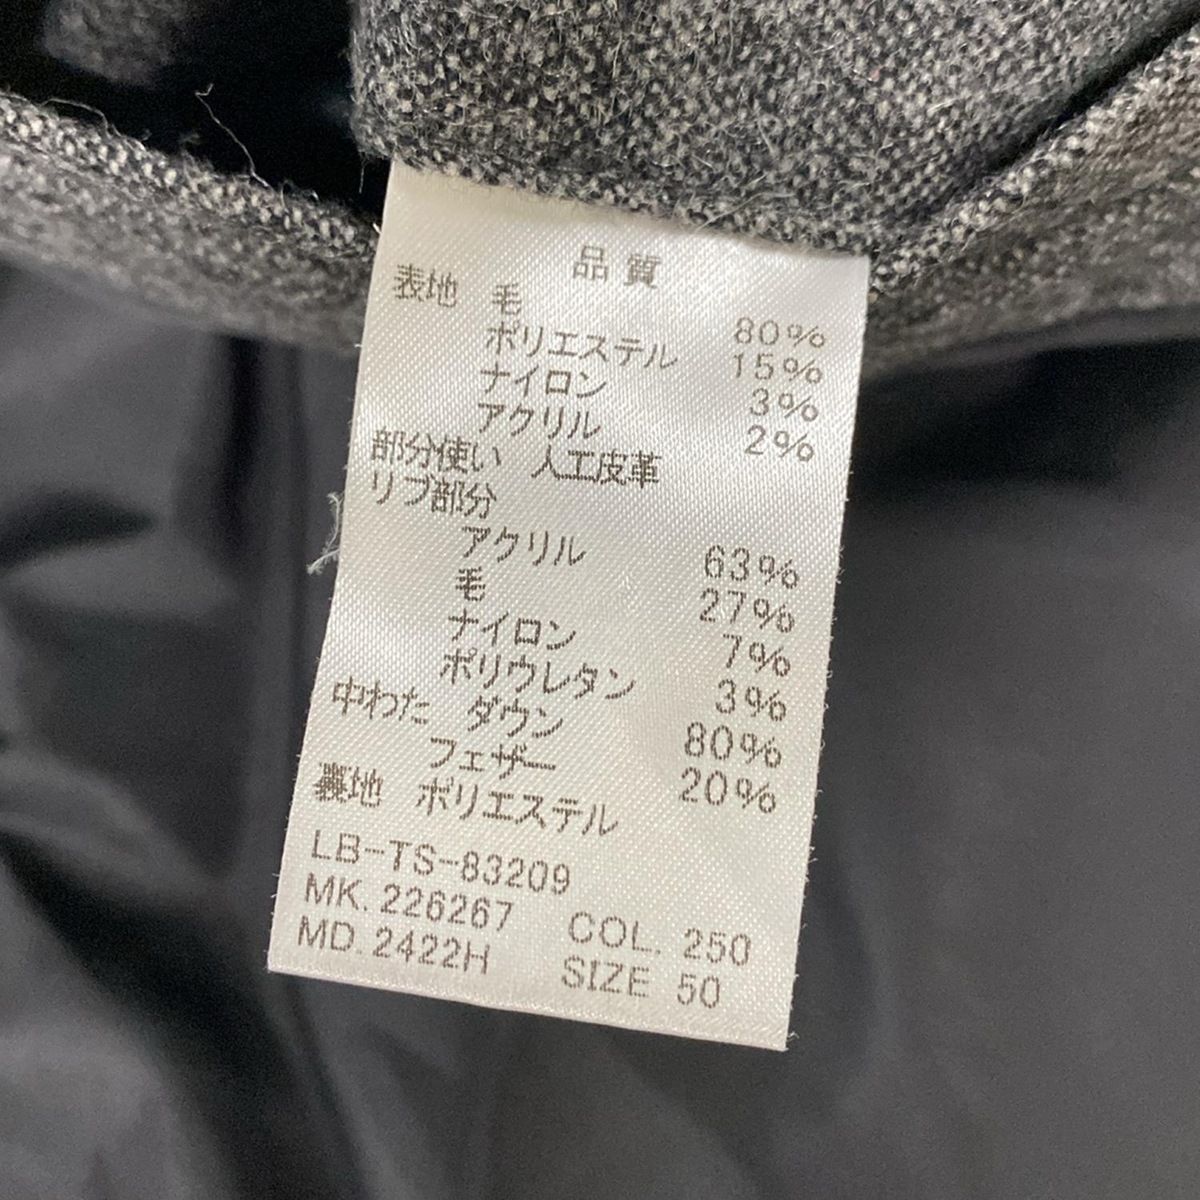 品質
表地 毛 80%
ポリエステル 15%
ナイロン 3%
アクリル 2%
部分使い 人工皮革
リブ部分
アクリル 63%
毛 27%
ナイロン 7%
ポリウレタン 3%
中わた ダウン 80%
フェザー 20%
裏地 ポリエステル
LB-TS-83209
MK. 226267 COL. 250
MD. 2422H SIZE 50